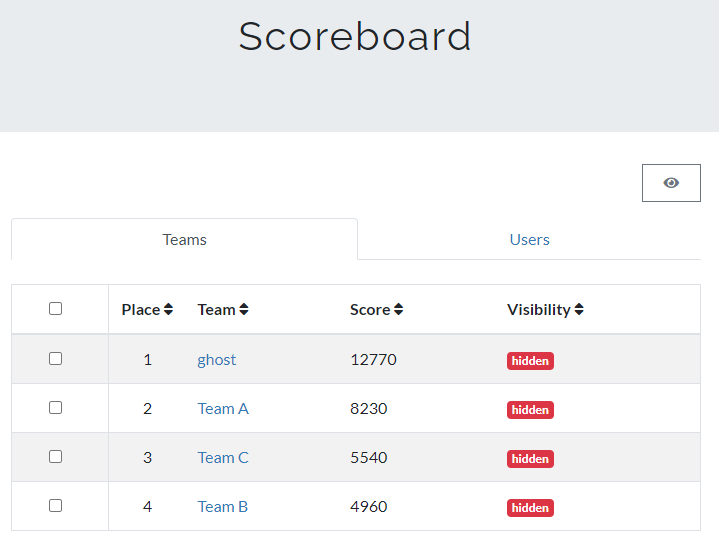 Scoreboard
Teams Users
Place Team Score Visibility
1 ghost 12770 hidden
2 Team A 8230 hidden
3 Team C 5540 hidden
4 Team B 4960 hidden